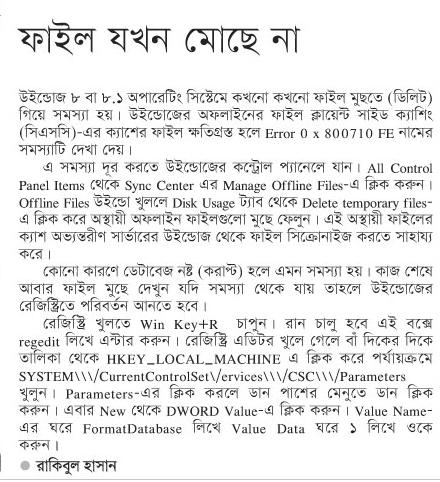 ফাইল যখন মোছে না
উইন্ডোজ ৮ বা ৮.১ অপারেটিং সিস্টেমে কখনো কখনো ফাইল মুছতে (ডিলিট)
গিয়ে সমস্যা হয়। উইন্ডোজের অফলাইনের ফাইল ক্লায়েন্ট সাইড ক্যাশিং
(সিএসসি)-এর ক্যাশের ফাইল ক্ষতিগ্রস্ত হলে Error 0 x 800710 FE নামের
সমস্যাটি দেখা দেয়।
এ সমস্যা দূর করতে উইন্ডোজের কন্ট্রোল প্যানেলে যান। All Control
Panel Items থেকে Sync Center এর Manage Offline Files-এ ক্লিক করুন।
Offline Files উইন্ডো খুললে Disk Usage ট্যাব থেকে Delete temporary files-
এ ক্লিক করে অস্থায়ী অফলাইন ফাইলগুলো মুছে ফেলুন। এই অস্থায়ী ফাইলের
ক্যাশ অভ্যন্তরীণ সার্ভারের উইন্ডোজ থেকে ফাইল সিক্রোনাইজ করতে সাহায্য
করে।
কোনো কারণে ডেটাবেজ নষ্ট (করাপ্ট) হলে এমন সমস্যা হয়। কাজ শেষে
আবার ফাইল মুছে দেখুন যদি সমস্যা থেকে যায় তাহলে উইন্ডোজের
রেজিস্ট্রিতে পরিবর্তন আনতে হবে।
রেজিস্ট্রি খুলতে Win Key+R চাপুন। রান চালু হবে এই বক্সে
regedit লিখে এন্টার করুন। রেজিস্ট্রি এডিটর খুলে গেলে বাঁ দিকের দিকে
তালিকা থেকে HKEY_LOCAL_MACHINE এ ক্লিক করে পর্যায়ক্রমে
SYSTEM\\\/CurrentControlSet\/ervices\\\/CSC\\\/Parameters
খুলুন। Parameters-এর ক্লিক করলে ডান পাশের মেনুতে ডান ক্লিক
করুন। এবার New থেকে DWORD Value-এ ক্লিক করুন। Value Name-
এর ঘরে FormatDatabase লিখে Value Data ঘরে ১ লিখে ওকে
করুন।
● রাকিবুল হাসান